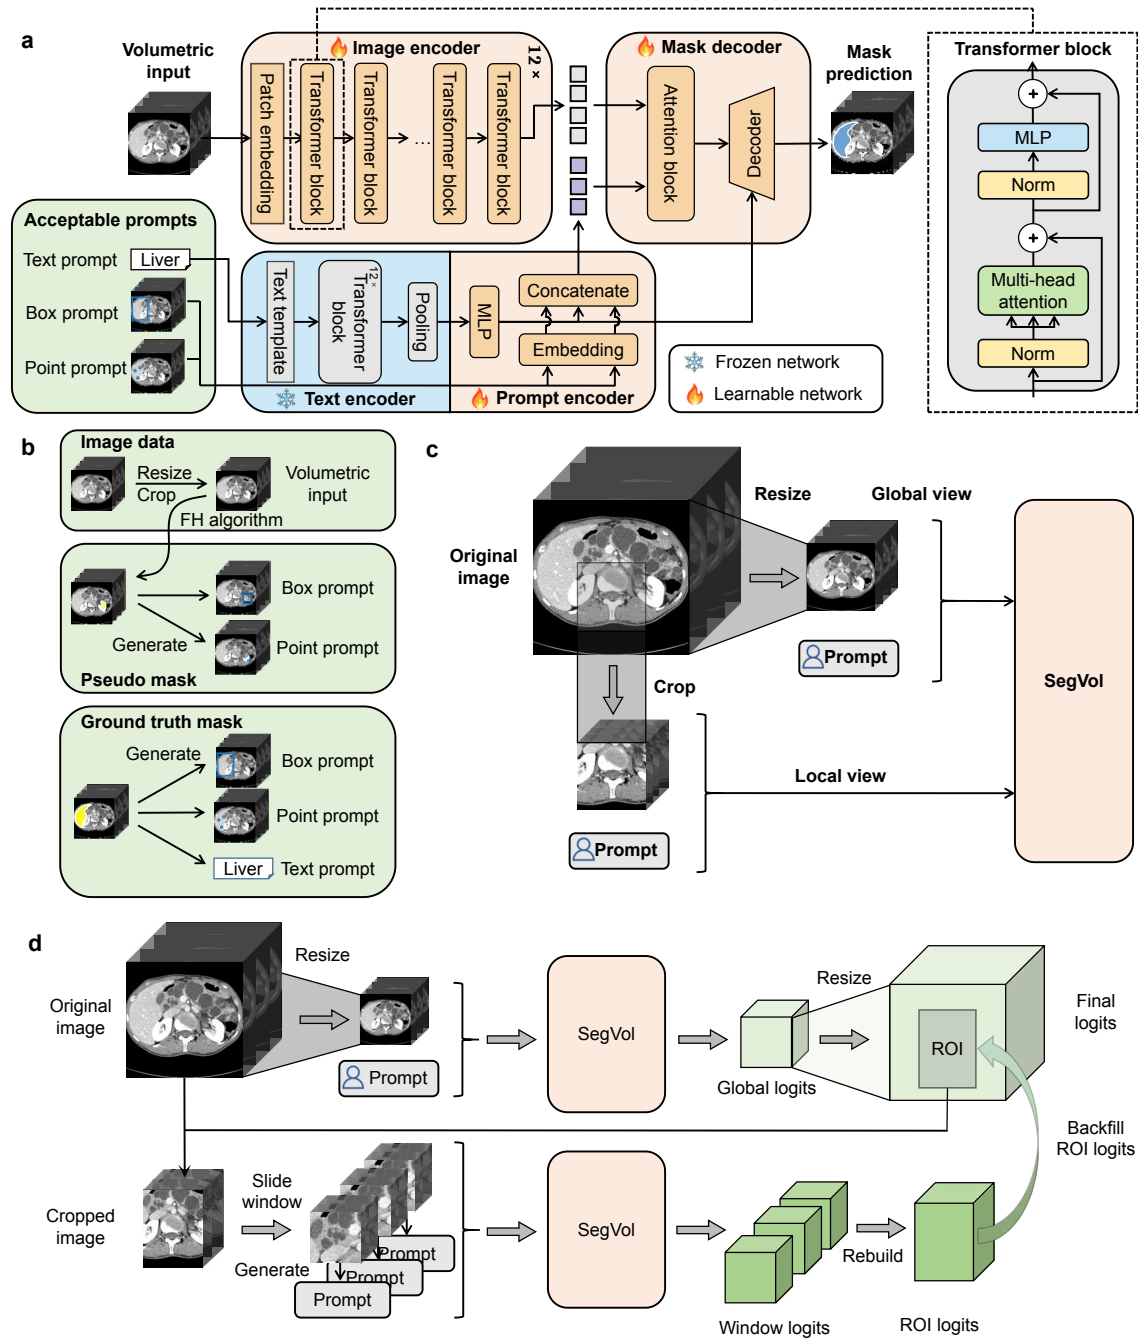 a
Volumetric
input
Image encoder
12×
Patch embedding
Transformer block
Transformer block
...
Transformer block
Transformer block
Mask decoder
Attention block
Decoder
Mask
prediction
Transformer block
+
MLP
Norm
+
Multi-head
attention
Norm
Acceptable prompts
Text prompt
Liver
Box prompt
Point prompt
Text template
12×
Transformer
block
Pooling
Text encoder
MLP
Concatenate
Embedding
Prompt encoder
Frozen network
Learnable network
b
Image data
Resize
Crop
Volumetric
input
FH algorithm
Box prompt
Generate
Point prompt
Pseudo mask
Ground truth mask
Generate
Box prompt
Point prompt
Liver
Text prompt
c
Original
image
Resize
Global view
Prompt
Crop
Local view
Prompt
SegVol
d
Original
image
Resize
Prompt
SegVol
Global logits
Resize
ROI
Final
logits
Backfill
ROI logits
Cropped
image
Slide
window
Generate
Prompt
Prompt
Prompt
SegVol
Window logits
Rebuild
ROI logits